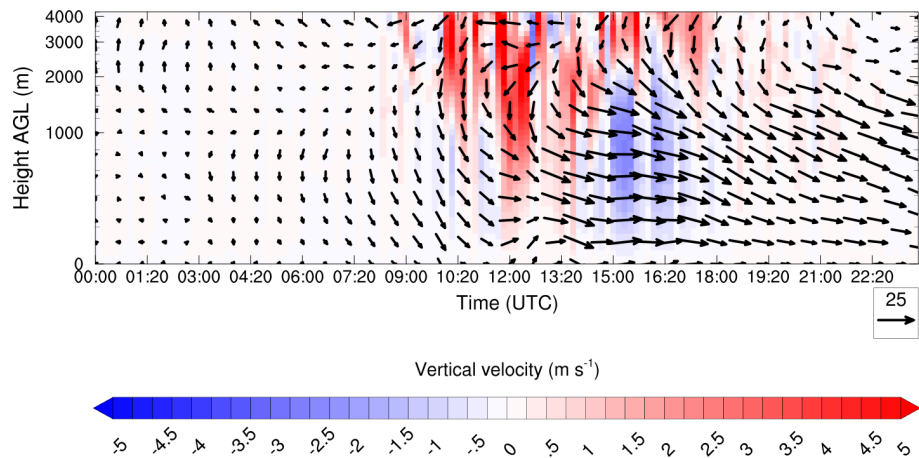 4000
3000
2000
1000
0
Height AGL (m)
00:00 01:20 03:00 04:20 06:00 07:20 09:00 10:20 12:00 13:20 15:00 16:20 18:00 19:20 21:00 22:20
Time (UTC)
25
Vertical velocity (m s⁻¹)
-5 -4.5 -4 -3.5 -3 -2.5 -2 -1.5 -1 -.5 0 .5 1 1.5 2 2.5 3 3.5 4 4.5 5